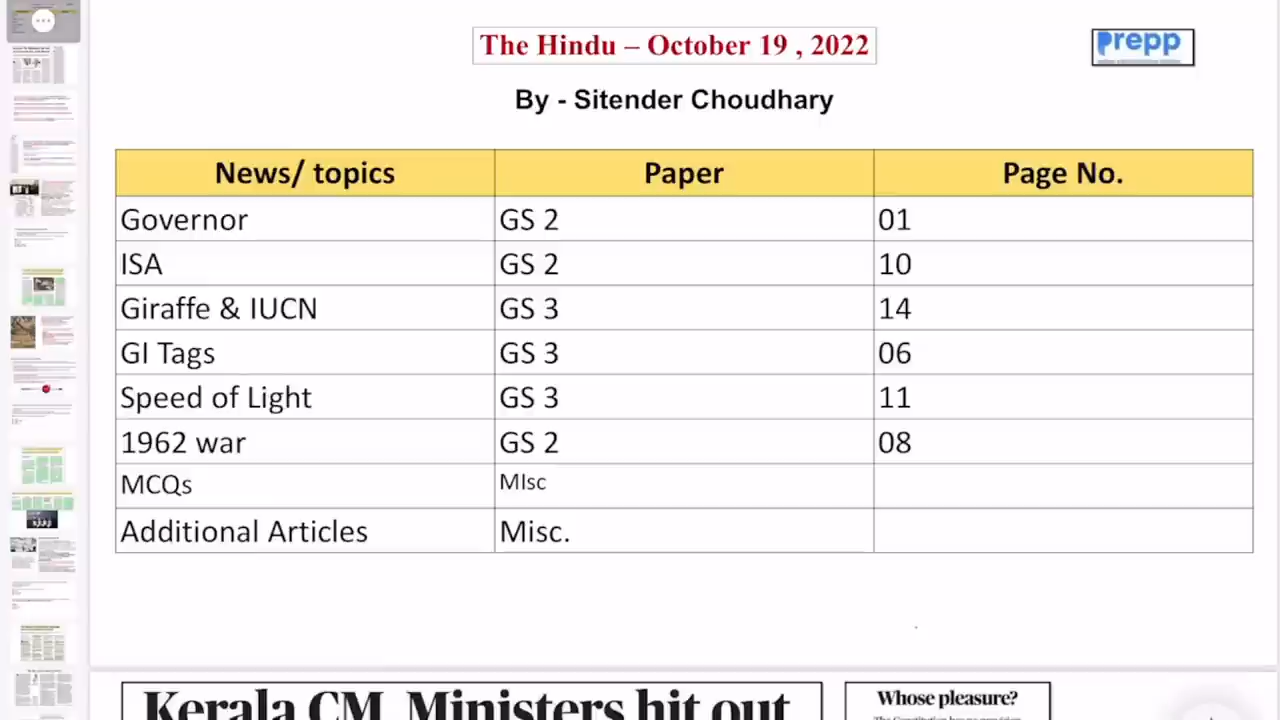 The Hindu – October 19 , 2022
prepp
By - Sitender Choudhary
News/ topics Paper Page No.
Governor GS 2 01
ISA GS 2 10
Giraffe & IUCN GS 3 14
GI Tags GS 3 06
Speed of Light GS 3 11
1962 war GS 2 08
MCQs MIsc
Additional Articles Misc.
Kerala CM, Ministers hit out
Whose pleasure?